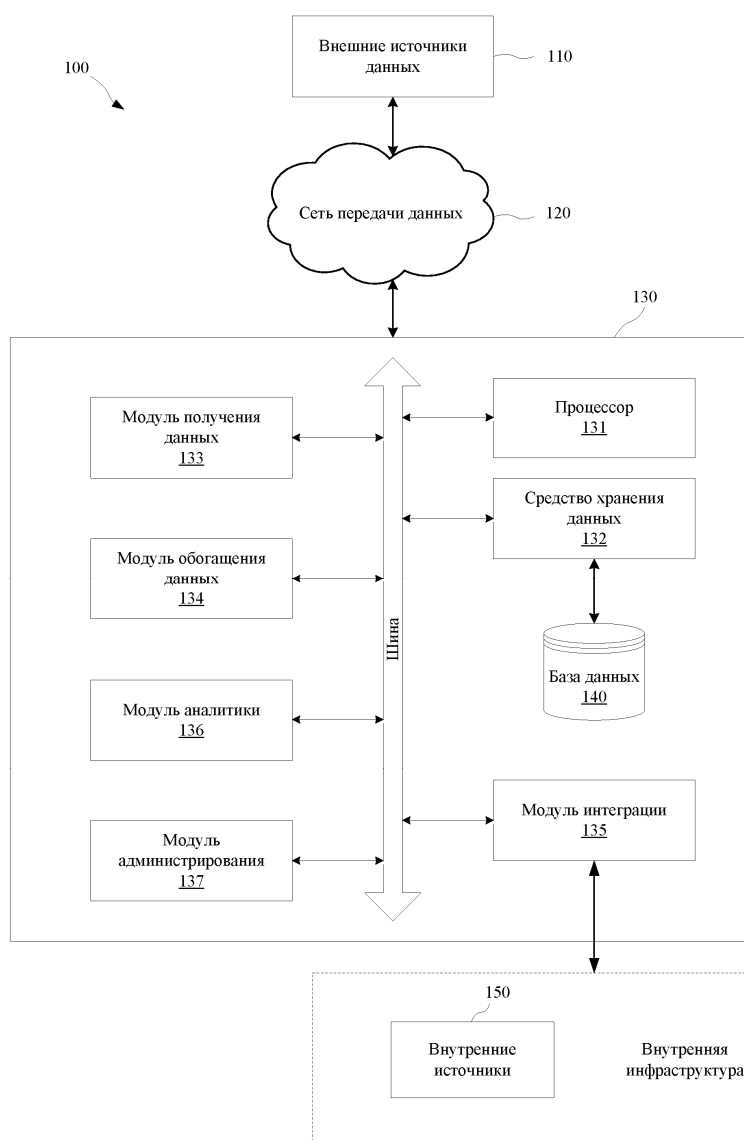 Внешние источники
данных
110
100
Сеть передачи данных
120
130
Модуль получения
данных
133
Процессор
131
Средство хранения
данных
132
Модуль обогащения
данных
134
Шина
База данных
140
Модуль аналитики
136
Модуль интеграции
135
Модуль
администрирования
137
150
Внутренние
источники
Внутренняя
инфраструктура